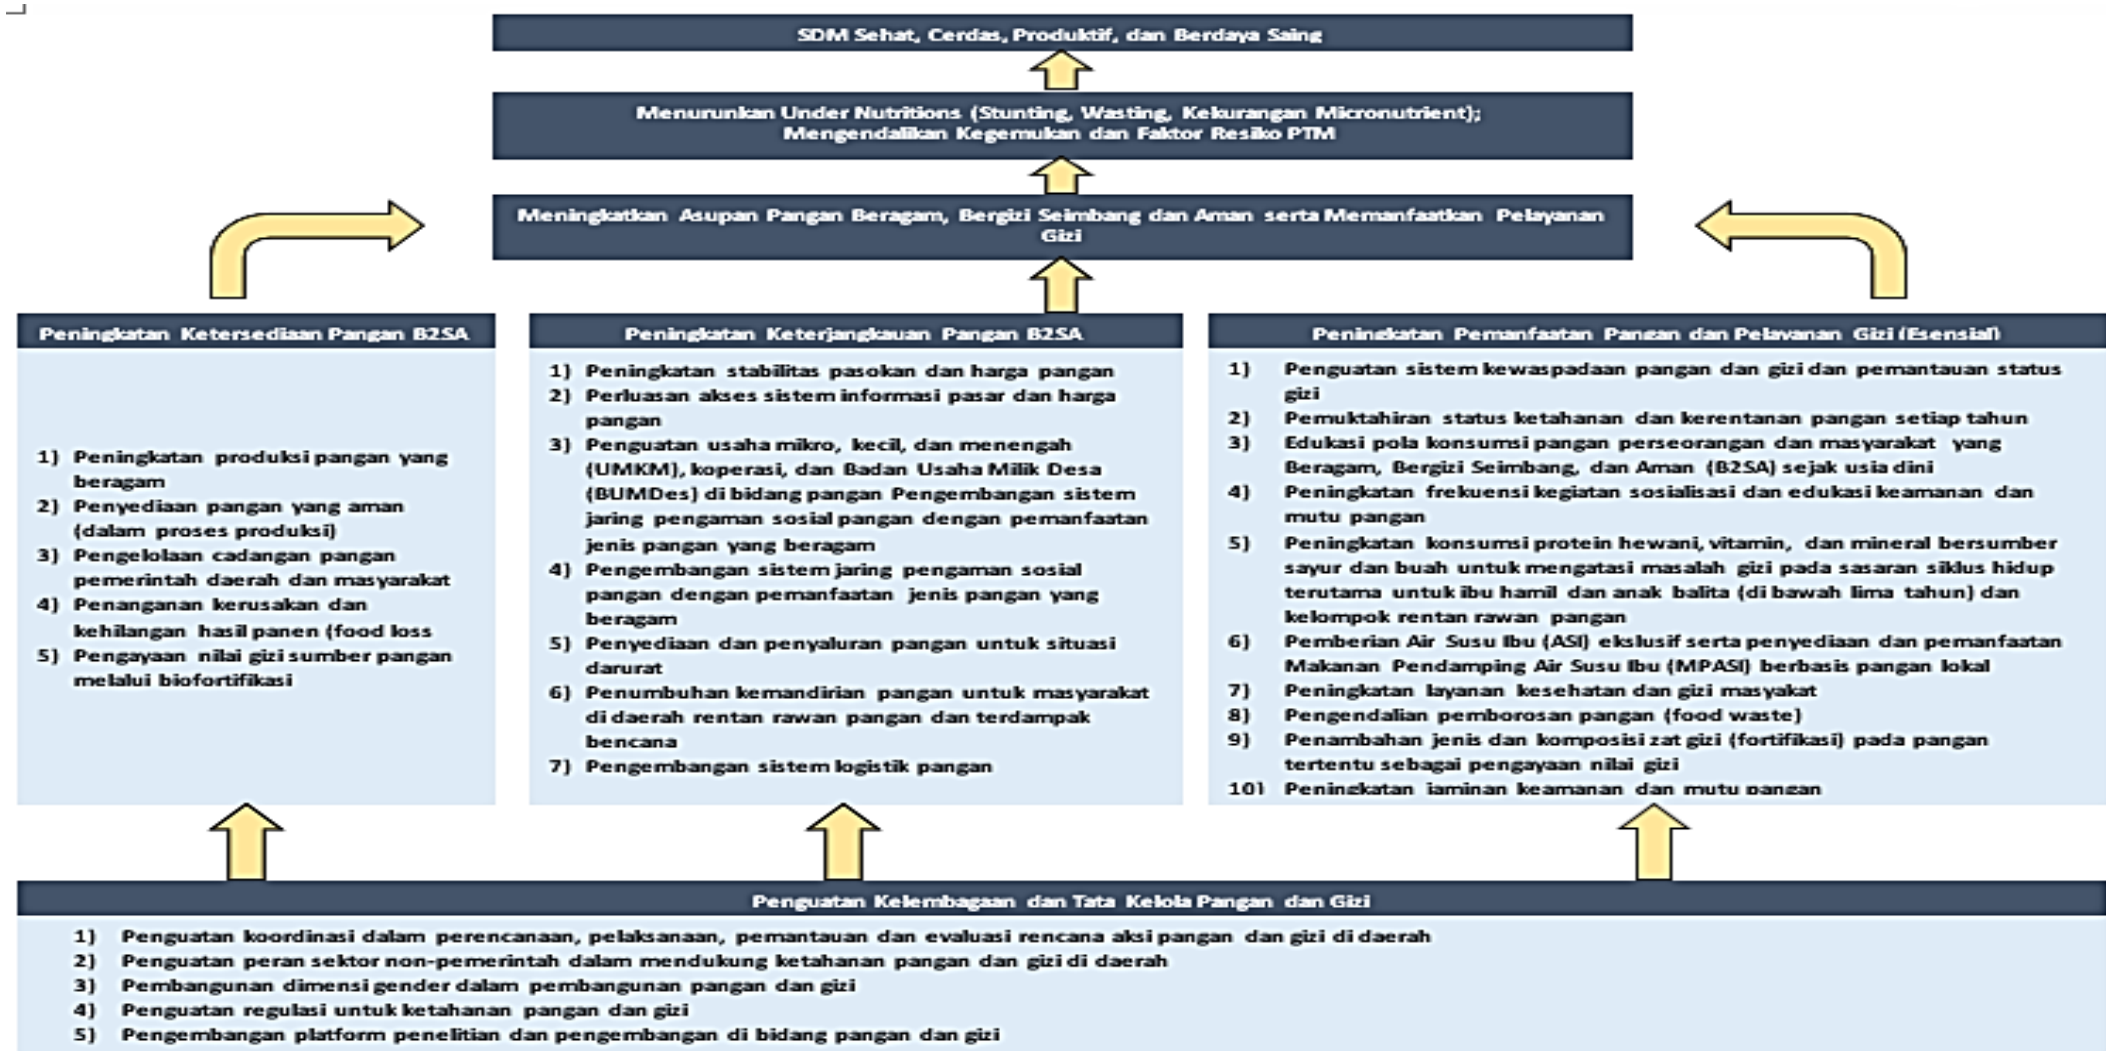 SDM Sehat, Cerdas, Produktif, dan Berdaya Saing
Menurunkan Under Nutritions (Stunting, Wasting, Kekurangan Micronutrient);
Mengendalikan Kegemukan dan Faktor Resiko PTM
Meningkatkan Asupan Pangan Beragam, Bergizi Seimbang dan Aman serta Memanfaatkan Pelayanan
Gizi
Peningkatan Ketersediaan Pangan B2SA
1) Peningkatan produksi pangan yang
beragam
2) Penyediaan pangan yang aman
(dalam proses produksi)
3) Pengelolaan cadangan pangan
pemerintah daerah dan masyarakat
4) Penanganan kerusakan dan
kehilangan hasil panen (food loss
5) Pengayaan nilai gizi sumber pangan
melalui biofortifikasi
Peningkatan Keterjangkauan Pangan B2SA
1) Peningkatan stabilitas pasokan dan harga pangan
2) Perluasan akses sistem informasi pasar dan harga
pangan
3) Penguatan usaha mikro, kecil, dan menengah
(UMKM), koperasi, dan Badan Usaha Milik Desa
(BUMDes) di bidang pangan Pengembangan sistem
jaring pengaman sosial pangan dengan pemanfaatan
jenis pangan yang beragam
4) Pengembangan sistem jaring pengaman sosial
pangan dengan pemanfaatan jenis pangan yang
beragam
5) Penyediaan dan penyaluran pangan untuk situasi
darurat
6) Penumbuhan kemandirian pangan untuk masyarakat
di daerah rentan rawan pangan dan terdampak
bencana
7) Pengembangan sistem logistik pangan
Peningkatan Pemanfaatan Pangan dan Pelayanan Gizi (Esensial)
1) Penguatan sistem kewaspadaan pangan dan gizi dan pemantauan status
gizi
2) Pemuktahiran status ketahanan dan kerentanan pangan setiap tahun
3) Edukasi pola konsumsi pangan perseorangan dan masyarakat yang
Beragam, Bergizi Seimbang, dan Aman (B2SA) sejak usia dini
4) Peningkatan frekuensi kegiatan sosialisasi dan edukasi keamanan dan
mutu pangan
5) Peningkatan konsumsi protein hewani, vitamin, dan mineral bersumber
sayur dan buah untuk mengatasi masalah gizi pada sasaran siklus hidup
terutama untuk ibu hamil dan anak balita (di bawah lima tahun) dan
kelompok rentan rawan pangan
6) Pemberian Air Susu Ibu (ASI) ekslusif serta penyediaan dan pemanfaatan
Makanan Pendamping Air Susu Ibu (MPASI) berbasis pangan lokal
7) Peningkatan layanan kesehatan dan gizi masyakat
8) Pengendalian pemborosan pangan (food waste)
9) Penambahan jenis dan komposisi zat gizi (fortifikasi) pada pangan
tertentu sebagai pengayaan nilai gizi
10) Peningkatan jaminan keamanan dan mutu pangan
Penguatan Kelembagaan dan Tata Kelola Pangan dan Gizi
1) Penguatan koordinasi dalam perencanaan, pelaksanaan, pemantauan dan evaluasi rencana aksi pangan dan gizi di daerah
2) Penguatan peran sektor non-pemerintah dalam mendukung ketahanan pangan dan gizi di daerah
3) Pembangunan dimensi gender dalam pembangunan pangan dan gizi
4) Penguatan regulasi untuk ketahanan pangan dan gizi
5) Pengembangan platform penelitian dan pengembangan di bidang pangan dan gizi